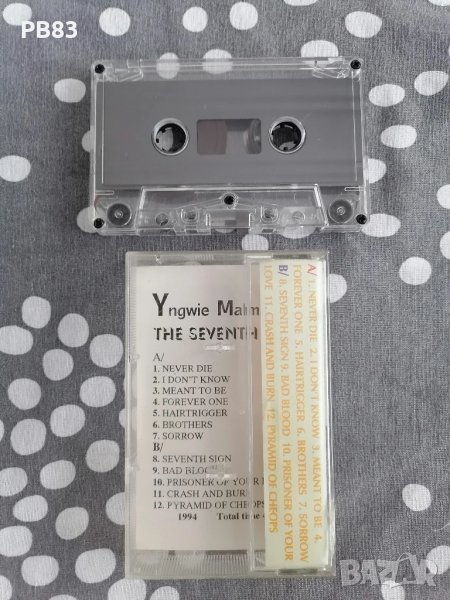 PB83
Yngwie Malm
THE SEVENTH
A/
1. NEVER DIE
2. I DON'T KNOW
3. MEANT TO BE
4. FOREVER ONE
5. HAIRTRIGGER
6. BROTHERS
7. SORROW
B/
8. SEVENTH SIGN
9. BAD BLOOD
10. PRISONER OF YOUR
11. CRASH AND BURN
12. PYRAMID OF CHEOPS
1994 Total time
A/ 1. NEVER DIE 2. I DON'T KNOW 3. MEANT TO BE 4.
FOREVER ONE 5. HAIRTRIGGER 6. BROTHERS 7. SORROW
B/ 8. SEVENTH SIGN 9. BAD BLOOD 10. PRISONER OF YOUR
LOVE 11. CRASH AND BURN 12. PYRAMID OF CHEOPS
BAZAR